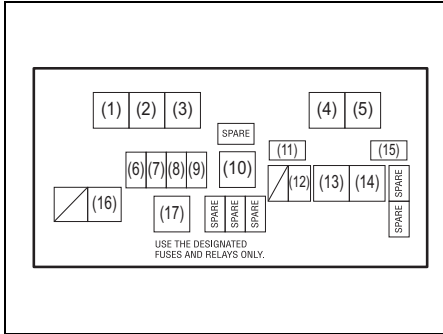 (1) (2) (3) (4) (5)
SPARE
(11) (15)
(6) (7) (8) (9) (10)
(12) (13) (14) SPARE
(16) (17) SPARE SPARE SPARE SPARE
USE THE DESIGNATED
FUSES AND RELAYS ONLY.